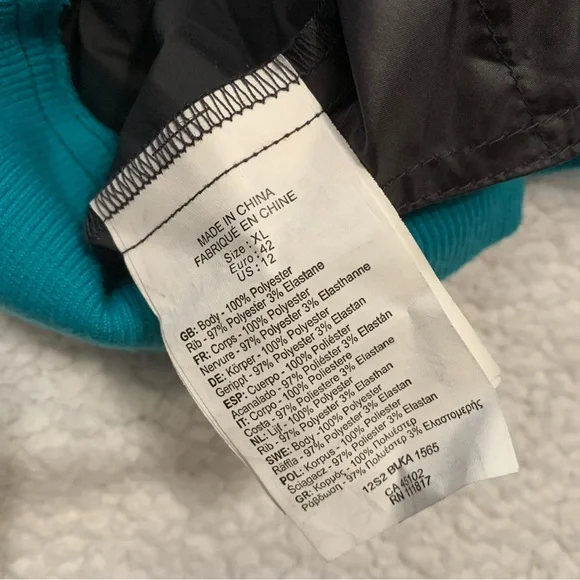 MADE IN CHINA
FABRIQUÉ EN CHINE
Size : XL
Euro : 42
US : 12
GB: Body - 100% Polyester
Rib - 97% Polyester 3% Elastane
FR: Corps - 100% Polyester
Nervure - 97% Polyester 3% Elasthanne
DE: Körper - 100% Polyester
Gerippt - 97% Polyester 3% Elastan
ESP: Cuerpo - 100% Poliéster
Acanalado - 97% Poliéster 3% Elastán
IT: Corpo - 100% Poliestere
Costa - 97% Poliestere 3% Elastane
NL: Lijf - 100% Polyester
Rib - 97% Polyester 3% Elasthan
SWE: Body - 100% Polyester
Räffla - 97% Polyester 3% Elastan
POL: Korpus - 100% Poliester
Ściągacz - 97% Poliester 3% Elastan
GR: Κορμός - 100% Πολυέστερ
Ράβδωση - 97% Πολυέστερ 3% Ελαστομερής
12S2 BLKA 1565
CA 45102
RN 111817